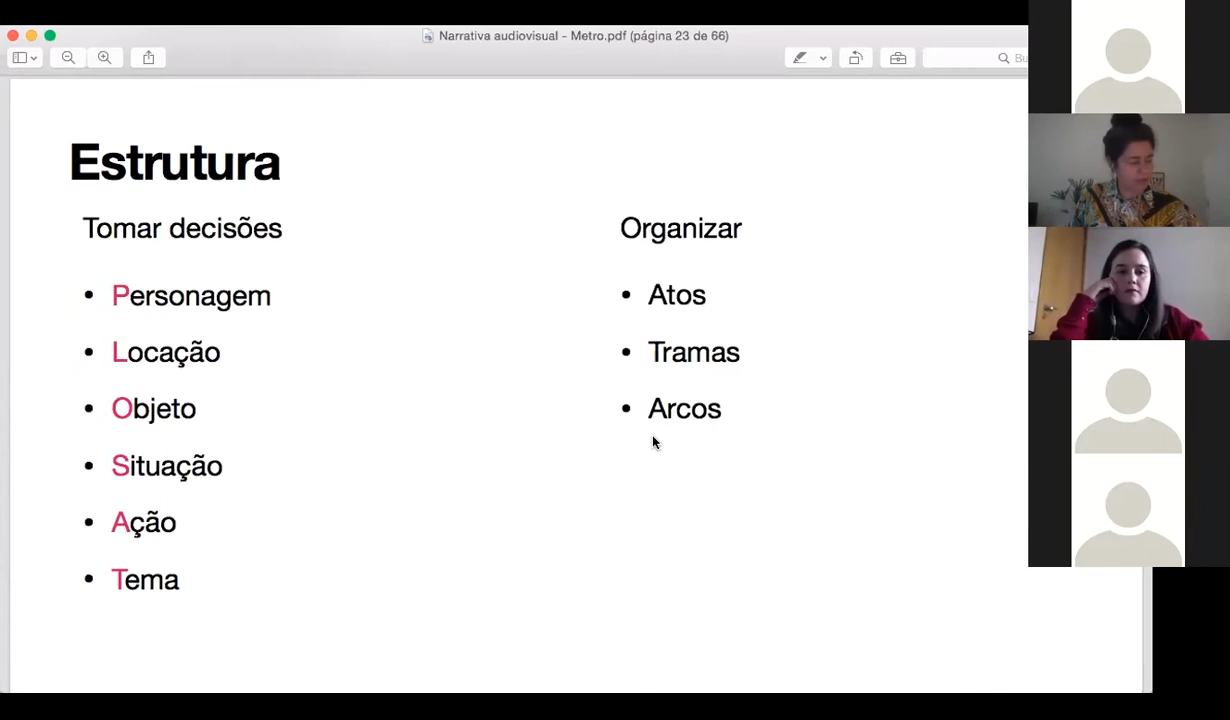 Narrativa audiovisual - Metro.pdf (página 23 de 66)
Bu
Estrutura
Tomar decisões
• Personagem
• Locação
• Objeto
• Situação
• Ação
• Tema
Organizar
• Atos
• Tramas
• Arcos